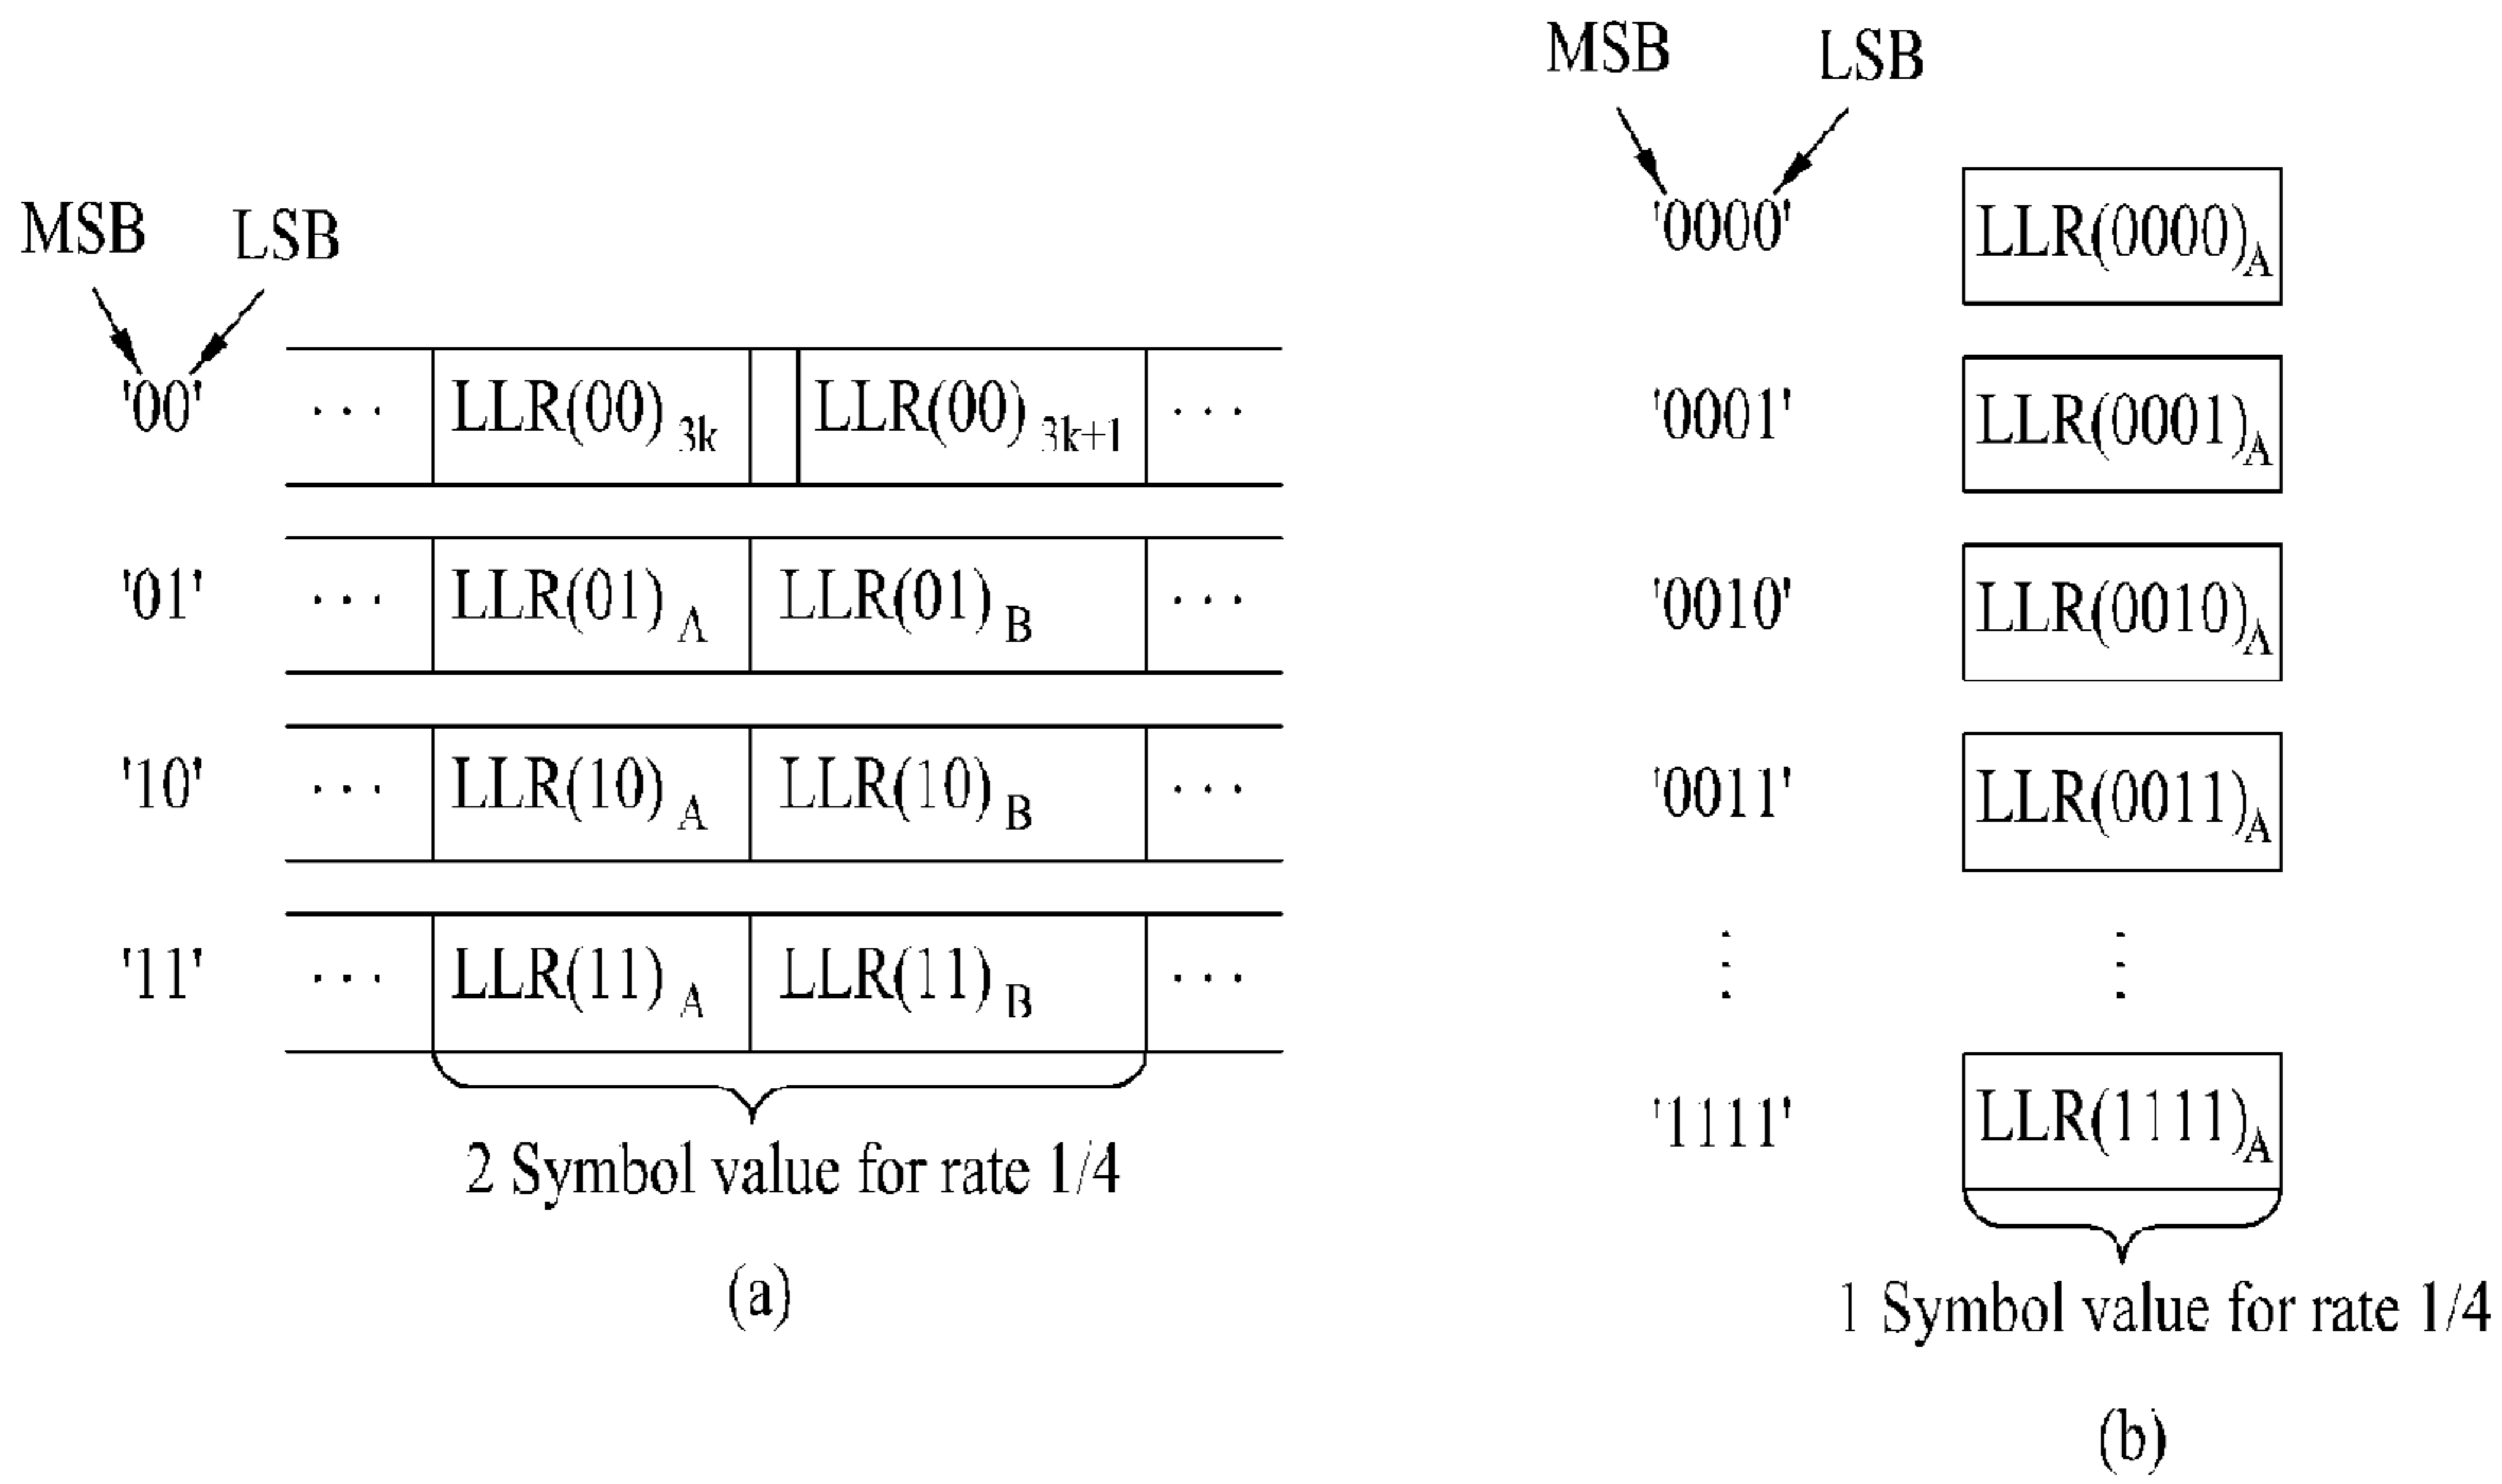 MSB LSB
'00' ... LLR(00) 3k LLR(00) 3k+1 ...
'01' ... LLR(01) A LLR(01) B ...
'10' ... LLR(10) A LLR(10) B ...
'11' ... LLR(11) A LLR(11) B ...
2 Symbol value for rate 1/4
(a)
MSB LSB
'0000' LLR(0000)A
'0001' LLR(0001)A
'0010' LLR(0010)A
'0011' LLR(0011)A
⋮ ⋮
'1111' LLR(1111)A
1 Symbol value for rate 1/4
(b)